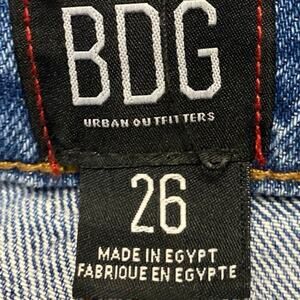 BDG
URBAN OUTFITTERS
26
MADE IN EGYPT
FABRIQUE EN EGYPTE